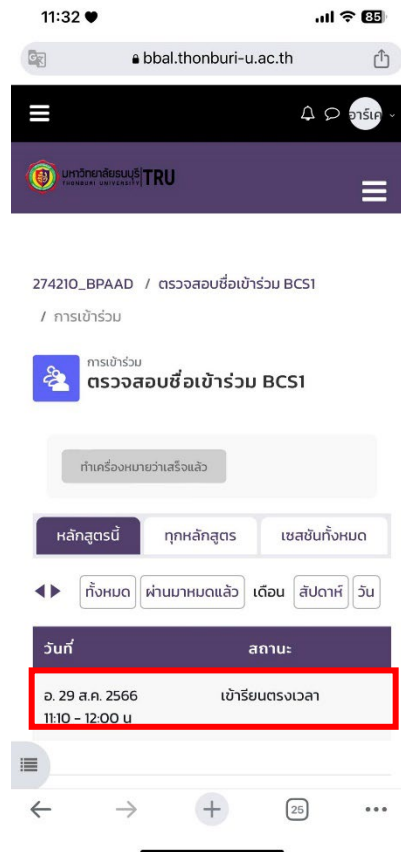 11:32
85
bbal.thonburi-u.ac.th
อาร์เค
มหาวิทยาลัยธนบุรี TRU
THONBURI UNIVERSITY
274210_BPAAD / ตรวจสอบชื่อเข้าร่วม BCS1
/ การเข้าร่วม
การเข้าร่วม
ตรวจสอบชื่อเข้าร่วม BCS1
ทำเครื่องหมายว่าเสร็จแล้ว
หลักสูตรนี้ ทุกหลักสูตร เซสชันทั้งหมด
ทั้งหมด ผ่านมาหมดแล้ว เดือน สัปดาห์ วัน
วันที่ สถานะ
อ. 29 ส.ค. 2566 เข้าเรียนตรงเวลา
11:10 - 12:00 น
25